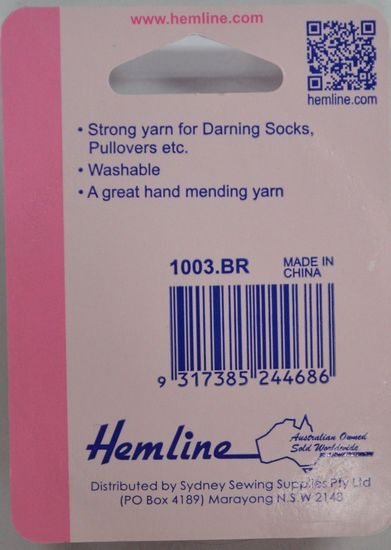 www.hemline.com
hemline.com
• Strong yarn for Darning Socks,
Pullovers etc.
• Washable
• A great hand mending yarn
1003.BR
MADE IN
CHINA
9 317385 244686
Hemline
Australian Owned
Sold Worldwide
Distributed by Sydney Sewing Supplies Pty Ltd
(PO Box 4189) Marayong N.S.W 2148